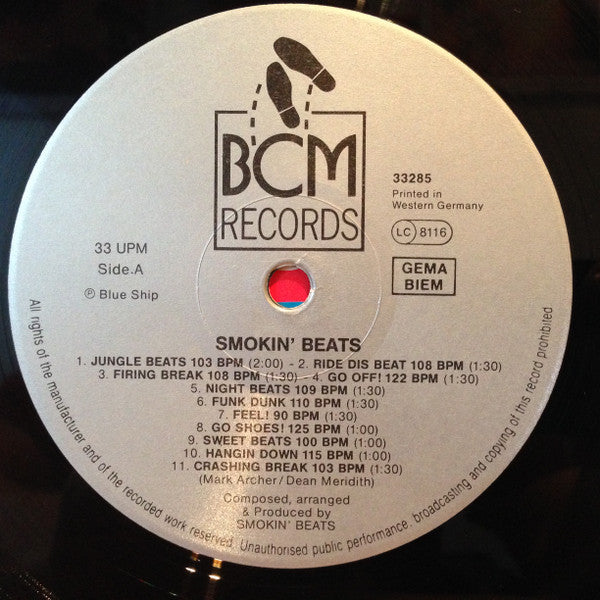 BCM
RECORDS
33285
Printed in
Western Germany
LC 8116
GEMA
BIEM
33 UPM
Side.A
Ⓟ Blue Ship
SMOKIN' BEATS
1. JUNGLE BEATS 103 BPM (2:00) - 2. RIDE DIS BEAT 108 BPM (1:30)
3. FIRING BREAK 108 BPM (1:30) - 4. GO OFF! 122 BPM (1:30)
5. NIGHT BEATS 109 BPM (1:30)
6. FUNK DUNK 110 BPM (1:30)
7. FEEL! 90 BPM (1:30)
8. GO SHOES! 125 BPM (1:00)
9. SWEET BEATS 100 BPM (1:00)
10. HANGIN DOWN 115 BPM (1:00)
11. CRASHING BREAK 103 BPM (1:30)
(Mark Archer/Dean Meridith)
Composed, arranged
& Produced by
SMOKIN' BEATS
All rights of the manufacturer and of the recorded work reserved. Unauthorised public performance, broadcasting and copying of this record prohibited